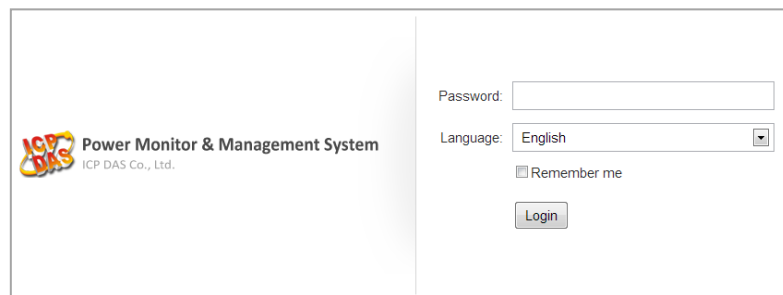 ICP
DAS
Power Monitor & Management System
ICP DAS Co., Ltd.
Password:
Language:
English
Remember me
Login